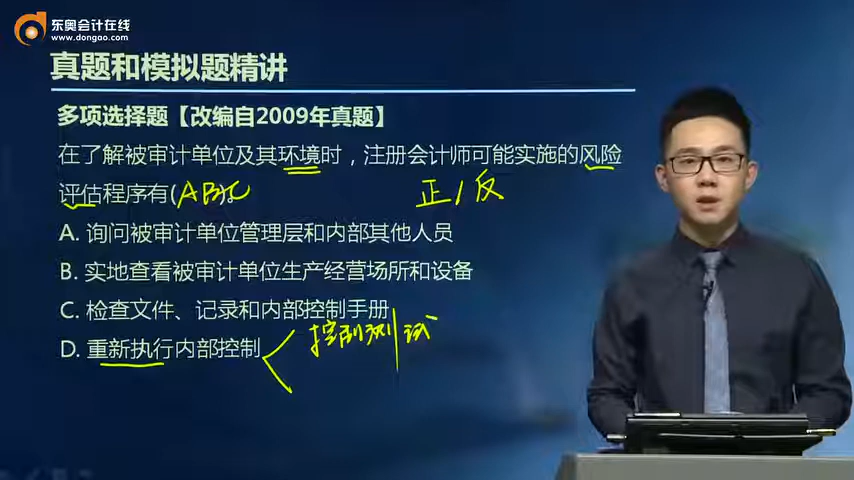 东奥会计在线
www.dongao.com
真题和模拟题精讲
多项选择题【改编自2009年真题】
在了解被审计单位及其环境时，注册会计师可能实施的风险
评估程序有(ABC)。
正/反
A. 询问被审计单位管理层和内部其他人员
B. 实地查看被审计单位生产经营场所和设备
C. 检查文件、记录和内部控制手册
控制测试
D. 重新执行内部控制